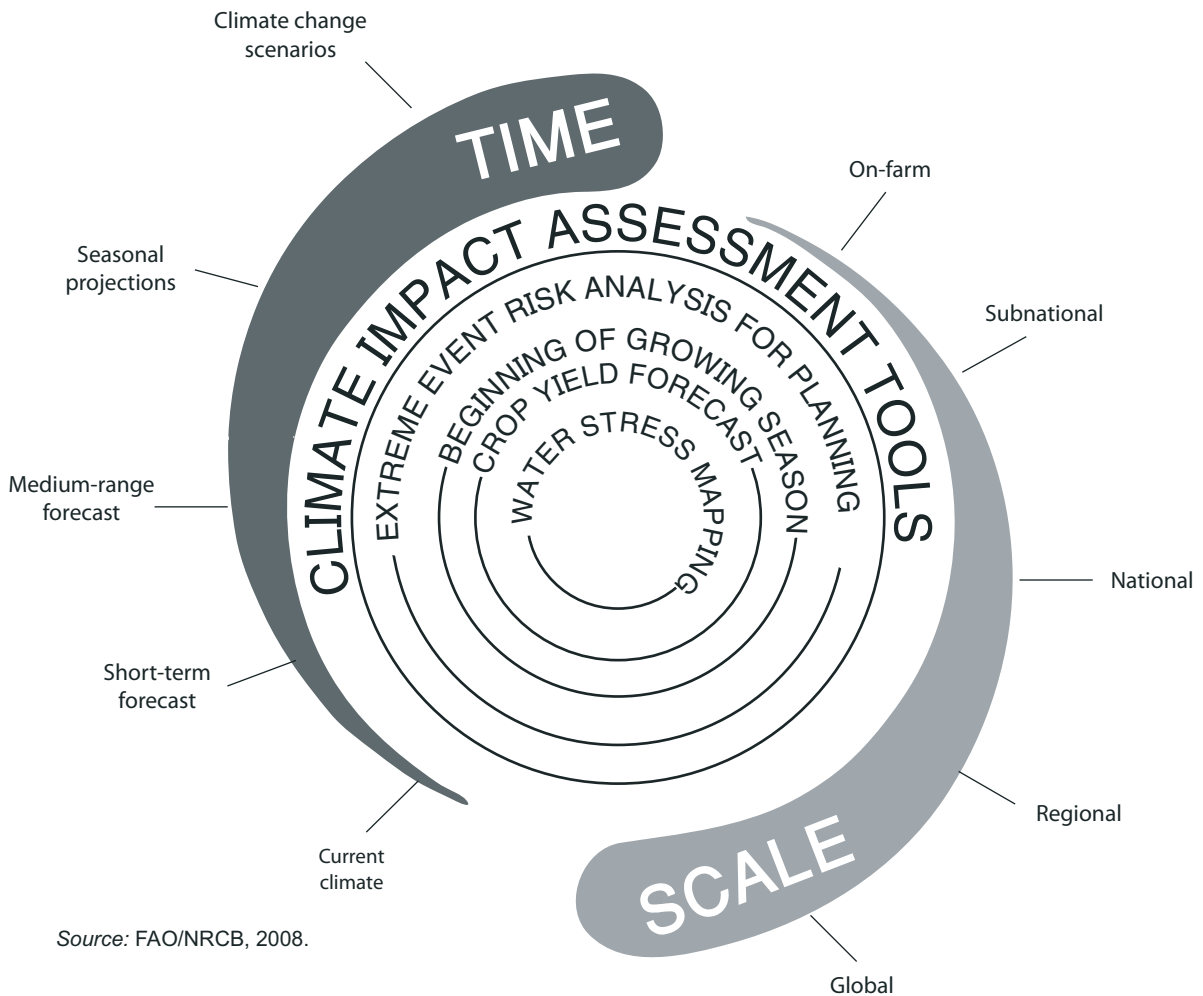 Climate change
scenarios
TIME
On-farm
CLIMATE IMPACT ASSESSMENT TOOLS
Seasonal
projections
EXTREME EVENT RISK ANALYSIS FOR PLANNING
Subnational
BEGINNING OF GROWING SEASON
CROP YIELD FORECAST
WATER STRESS MAPPING
Medium-range
forecast
National
Short-term
forecast
Regional
Current
climate
SCALE
Source: FAO/NRCB, 2008.
Global